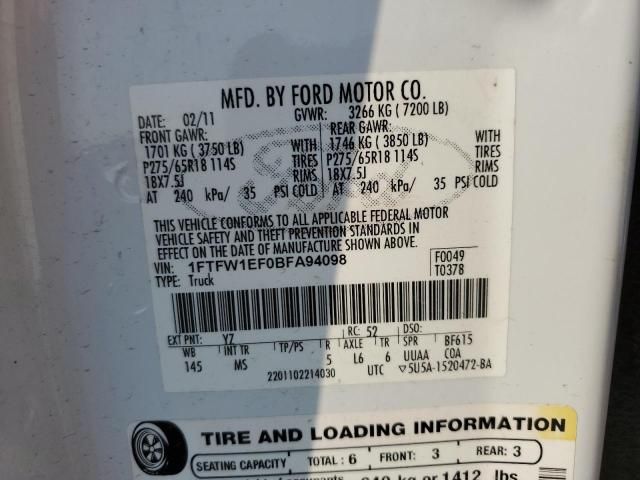 MFD. BY FORD MOTOR CO.
DATE: 02/11 GVWR: 3266 KG ( 7200 LB)
FRONT GAWR: REAR GAWR:
1701 KG ( 3750 LB) WITH 1746 KG ( 3850 LB) WITH
P275/65R18 114S TIRES P275/65R18 114S TIRES
18X7.5J RIMS 18X7.5J RIMS
AT 240 kPa/ 35 PSI COLD AT 240 kPa/ 35 PSI COLD
Ford
THIS VEHICLE CONFORMS TO ALL APPLICABLE FEDERAL MOTOR
VEHICLE SAFETY AND THEFT PREVENTION STANDARDS IN
EFFECT ON THE DATE OF MANUFACTURE SHOWN ABOVE.
VIN: 1FTFW1EF0BFA94098 F0049
TYPE: Truck T0378
EXT PNT: YZ RC: 52 DSO:
WB INT TR TP/PS R AXLE TR SPR BF615
145 MS 5 L6 6 UUAA COA
2201102214030 UTC ▽5U5A-1520472-BA
TIRE AND LOADING INFORMATION
SEATING CAPACITY TOTAL: 6 FRONT: 3 REAR: 3
kg or 1412 lbs